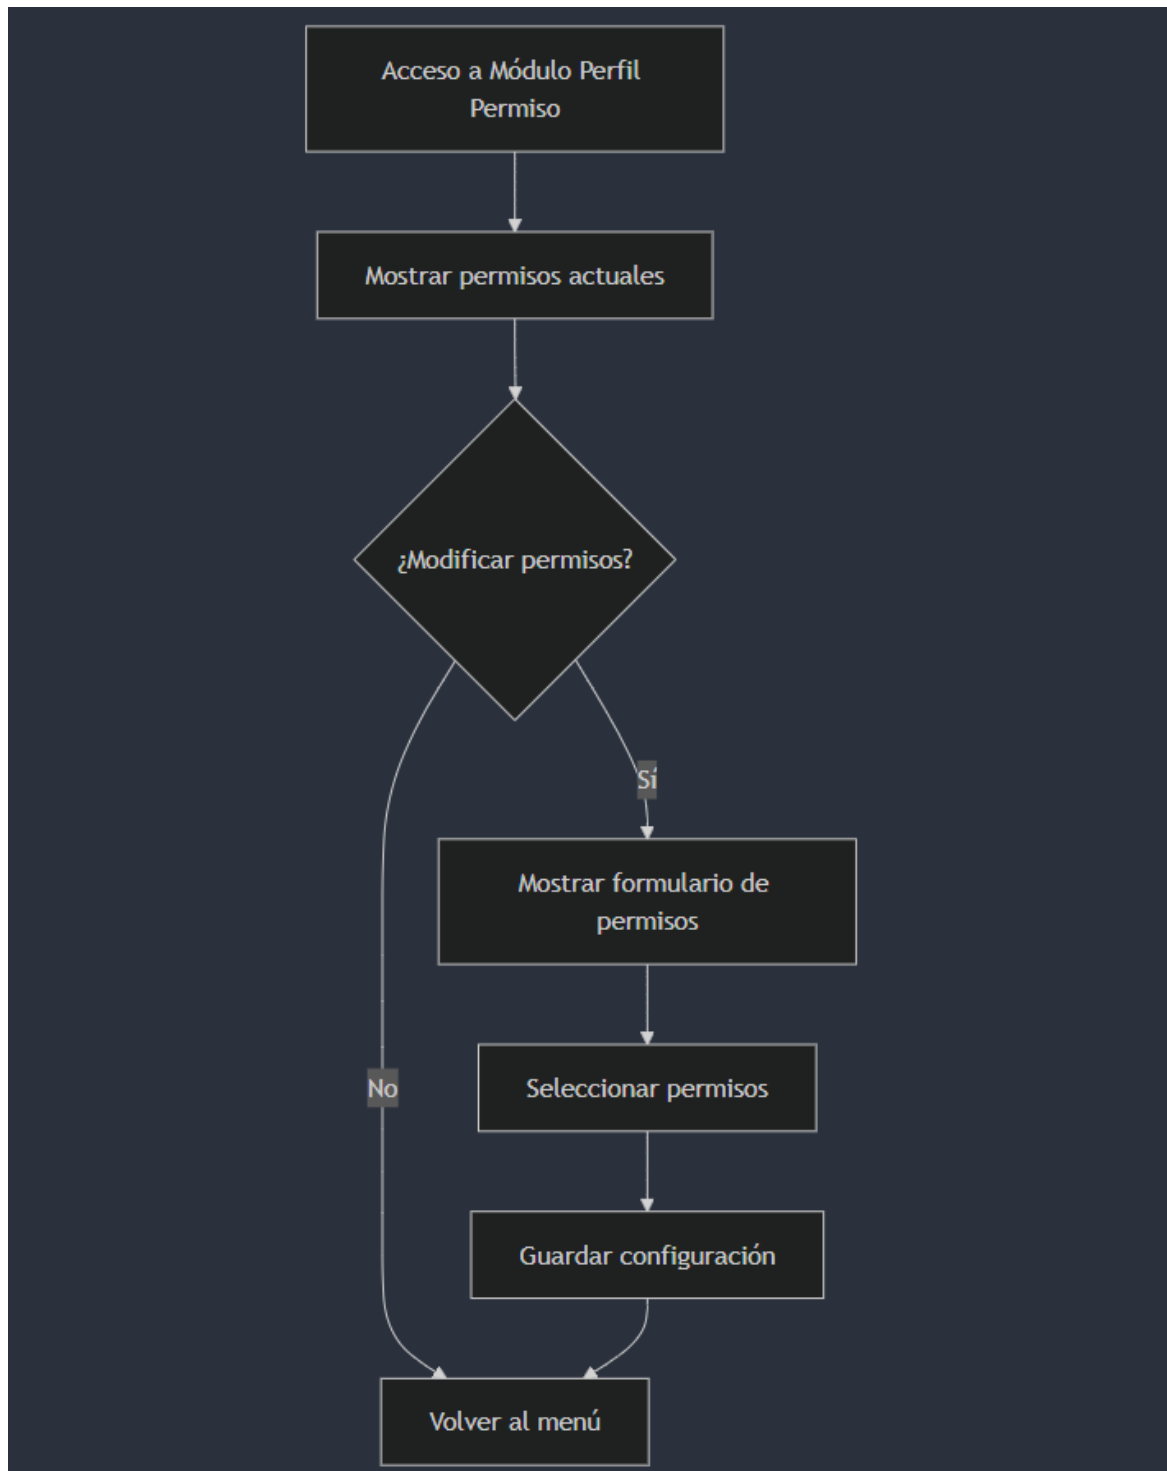 Acceso a Módulo Perfil
Permiso
Mostrar permisos actuales
¿Modificar permisos?
Sí
Mostrar formulario de
permisos
No
Seleccionar permisos
Guardar configuración
Volver al menú